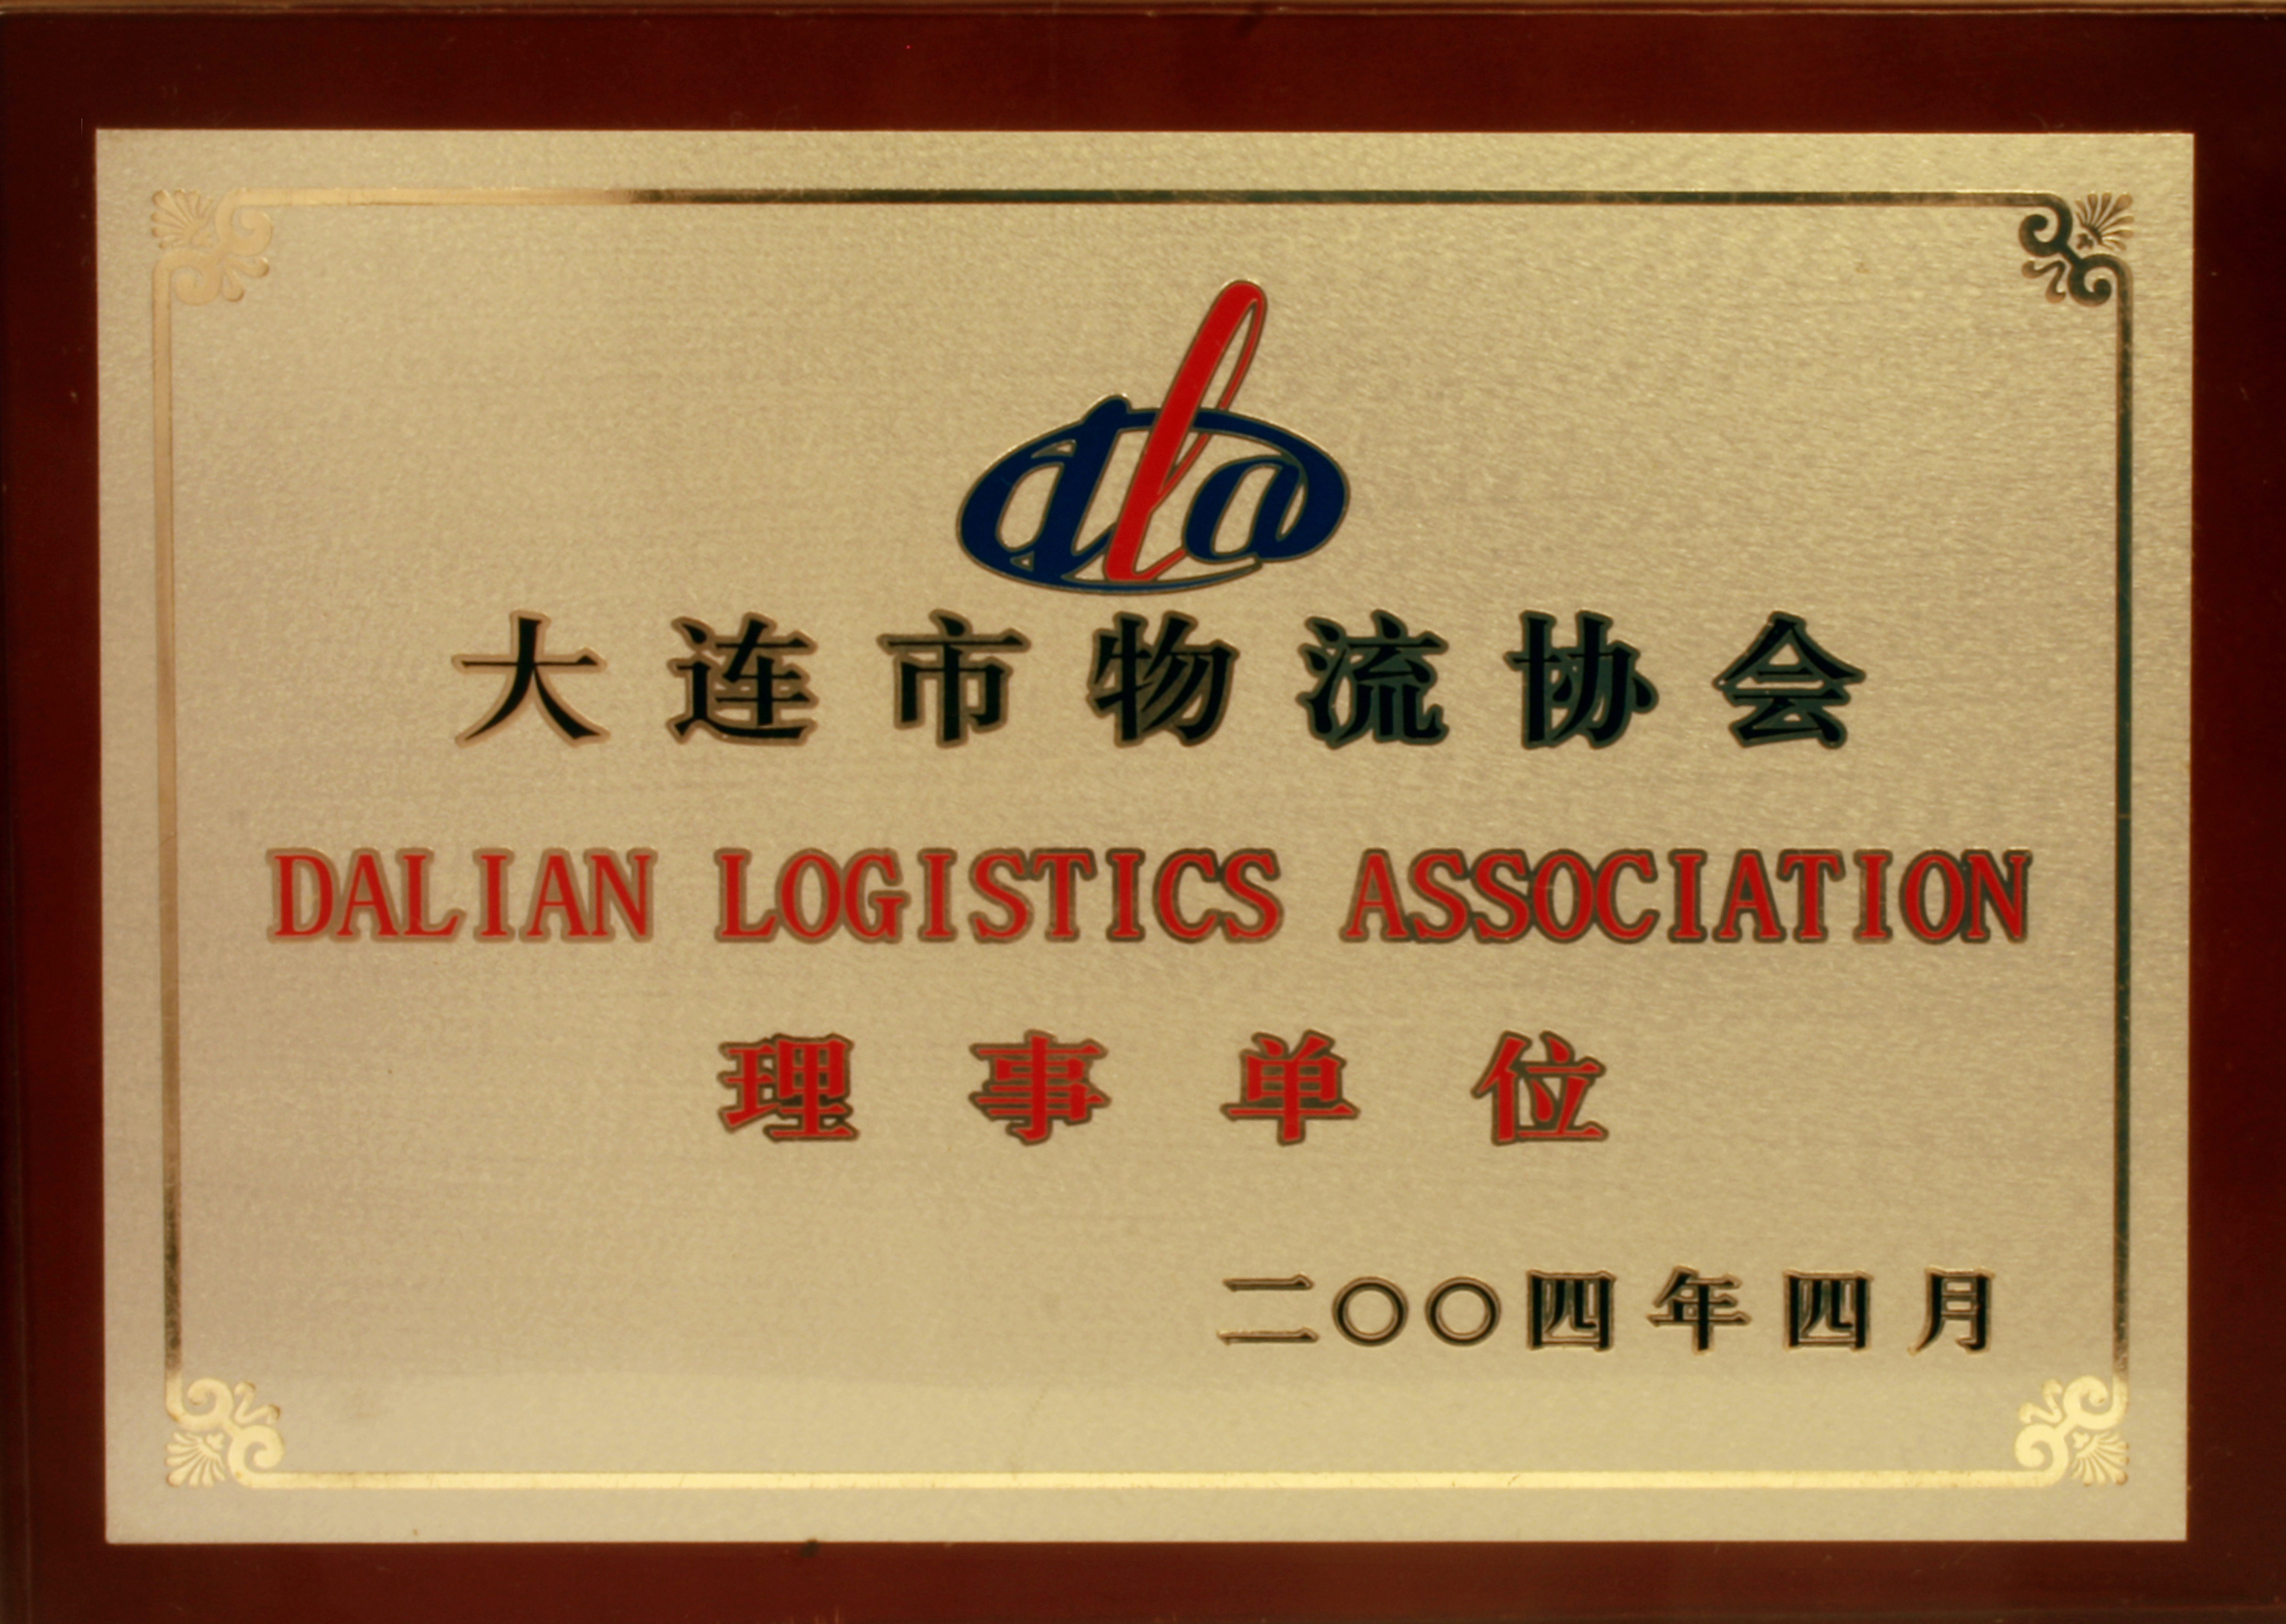 dla
大连市物流协会
DALIAN LOGISTICS ASSOCIATION
理事单位
二〇〇四年四月